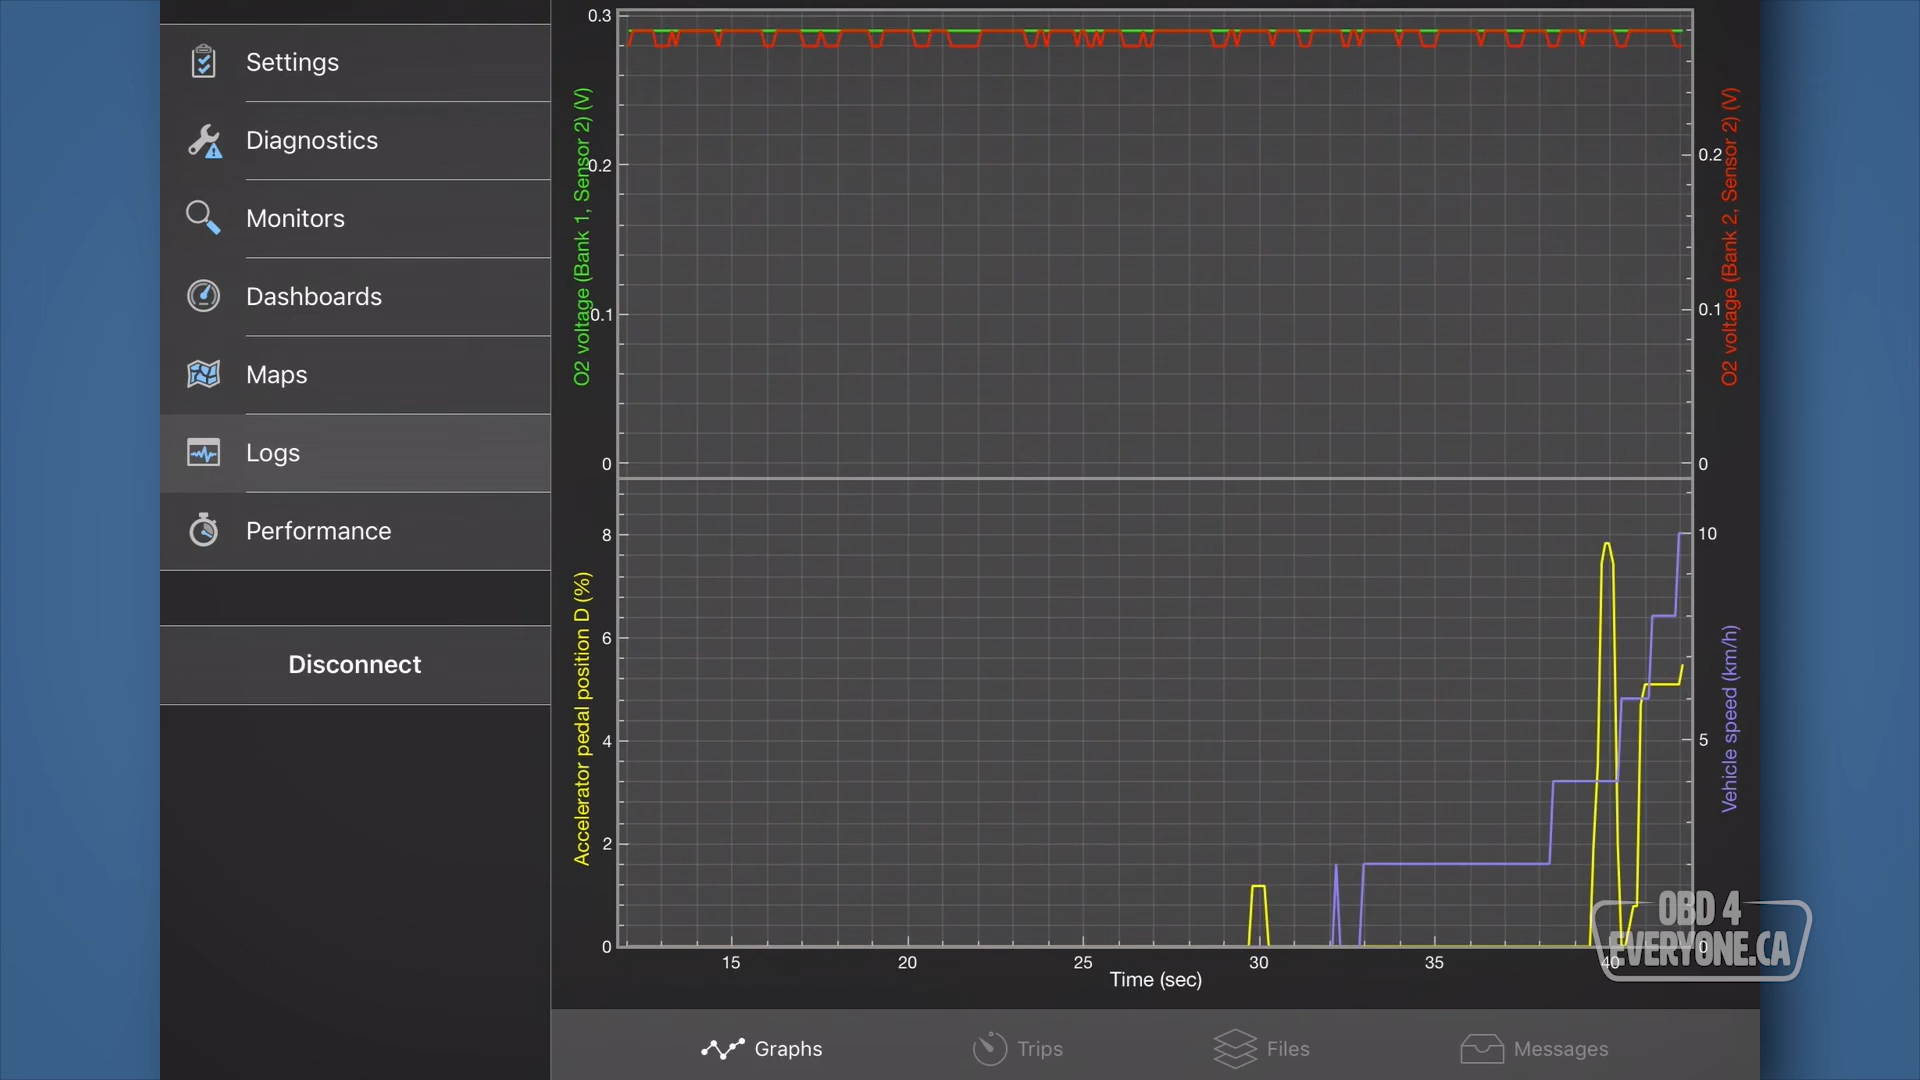 Settings
Diagnostics
Monitors
Dashboards
Maps
Logs
Performance
Disconnect
O2 voltage (Bank 1, Sensor 2) (V)
0.3
0.2
0.1
0
O2 voltage (Bank 2, Sensor 2) (V)
0.2
0.1
0
Accelerator pedal position D (%)
8
6
4
2
0
Vehicle speed (km/h)
10
5
0
15 20 25 30 35 40
Time (sec)
OBD 4
EVERYONE.CA
Graphs Trips Files Messages